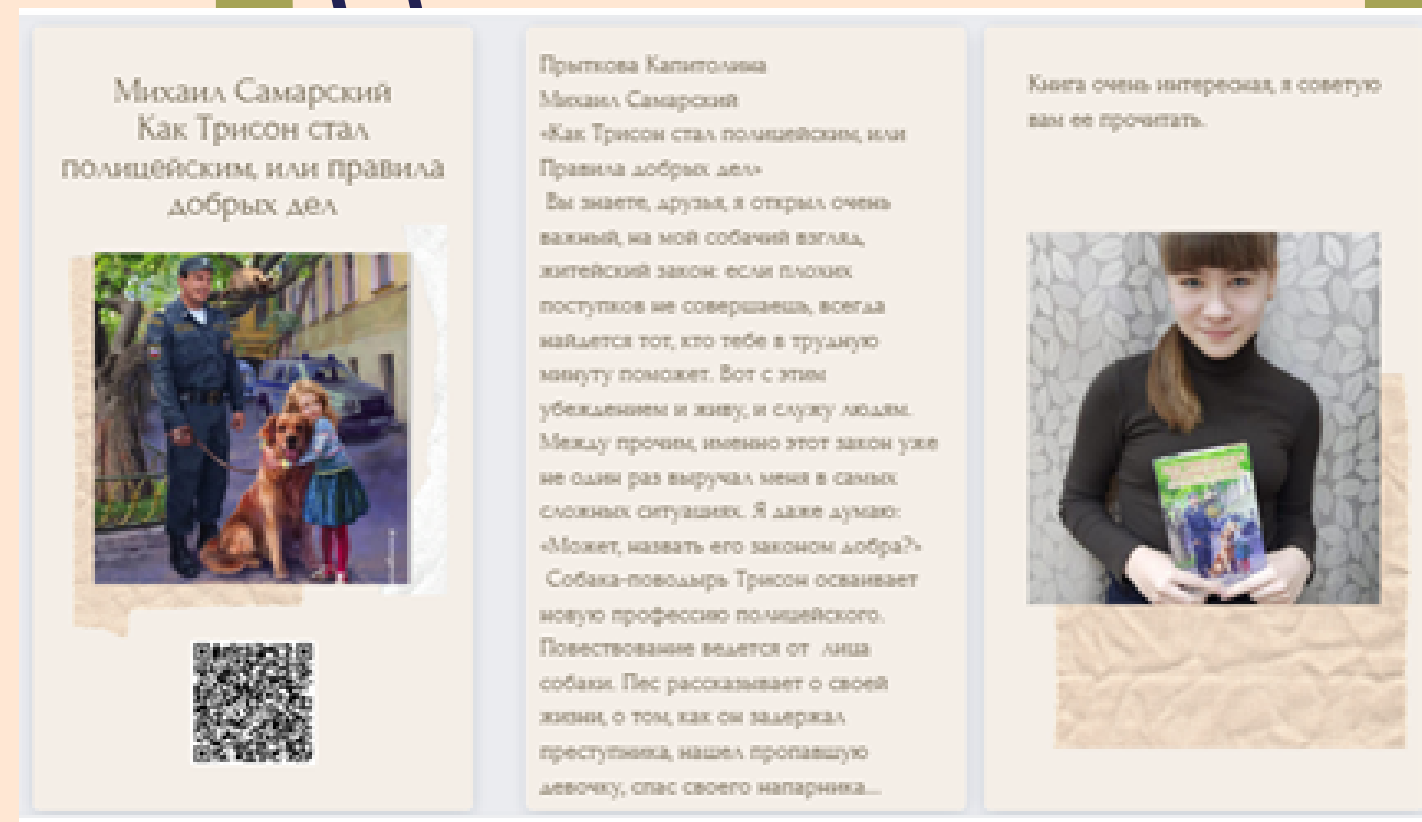 Михаил Самарский
Как Трисон стал
полицейским, или правила
добрых дел
Прыткова Капитолина
Михаил Самарский
«Как Трисон стал полицейским, или
Правила добрых дел»
Вы знаете, друзья, я открыл очень
важный, на мой собачий взгляд,
житейский закон: если плохих
поступков не совершаешь, всегда
найдется тот, кто тебе в трудную
минуту поможет. Вот с этим
убеждением и живу, и служу людям.
Между прочим, именно этот закон уже
не один раз выручал меня в самых
сложных ситуациях. Я даже думаю:
«Может, назвать его законом добра?»
Собака-поводырь Трисон осваивает
новую профессию полицейского.
Повествование ведется от лица
собаки. Пес рассказывает о своей
жизни, о том, как он задержал
преступника, нашел пропавшую
девочку, спас своего напарника...
Книга очень интересная, я советую
вам ее прочитать.